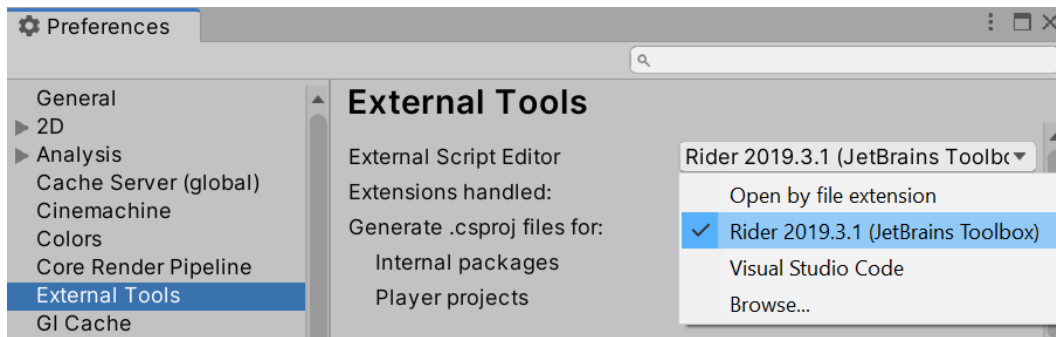 Preferences
General
2D
Analysis
Cache Server (global)
Cinemachine
Colors
Core Render Pipeline
External Tools
GI Cache
External Tools
External Script Editor
Rider 2019.3.1 (JetBrains Toolbo
Extensions handled:
Generate .csproj files for:
Internal packages
Player projects
Open by file extension
Rider 2019.3.1 (JetBrains Toolbox)
Visual Studio Code
Browse...